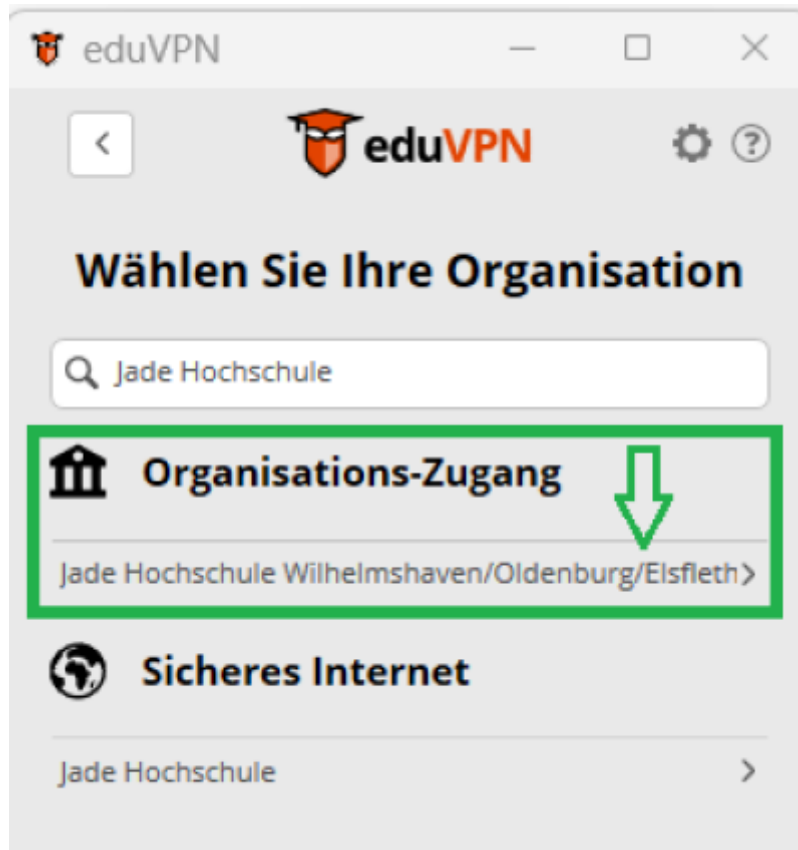 eduVPN
eduVPN
Wählen Sie Ihre Organisation
Jade Hochschule
Organisations-Zugang
Jade Hochschule Wilhelmshaven/Oldenburg/Elsfleth
Sicheres Internet
Jade Hochschule